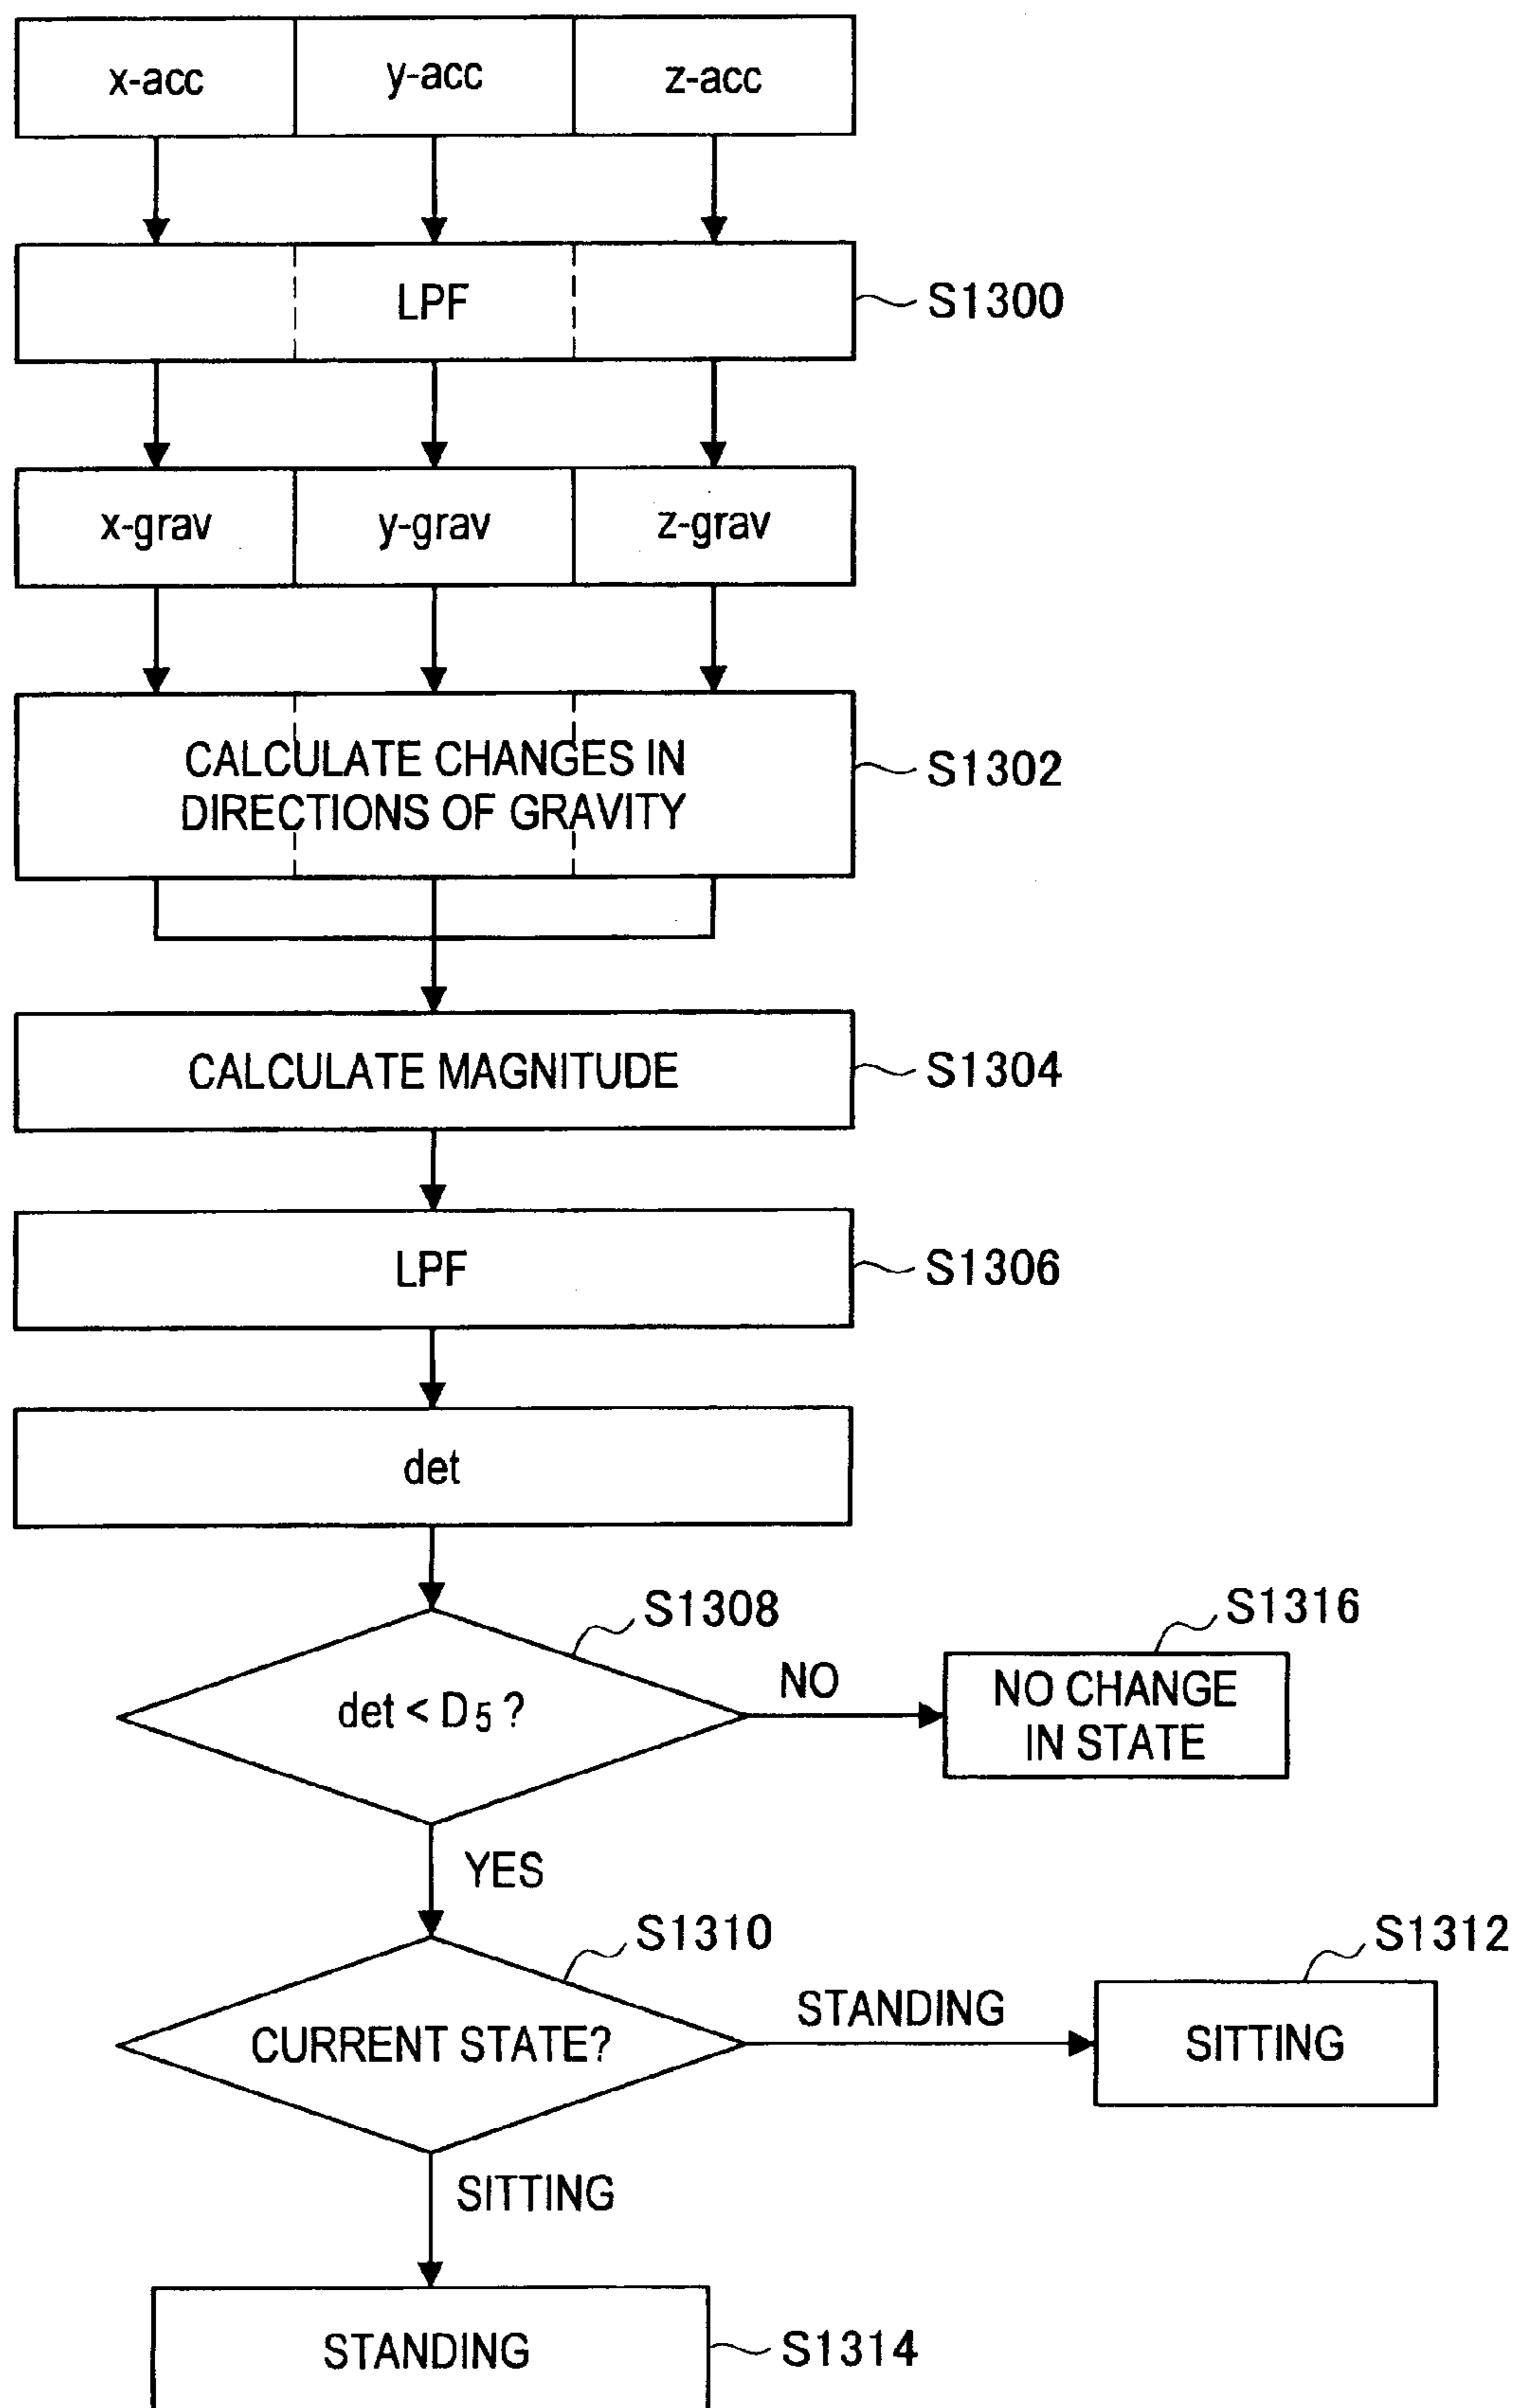 x-acc
y-acc
z-acc
LPF
S1300
x-grav
y-grav
z-grav
CALCULATE CHANGES IN
DIRECTIONS OF GRAVITY
S1302
CALCULATE MAGNITUDE
S1304
LPF
S1306
det
S1308
S1316
det < D5 ?
NO
NO CHANGE
IN STATE
YES
S1310
S1312
CURRENT STATE?
STANDING
SITTING
SITTING
STANDING
S1314